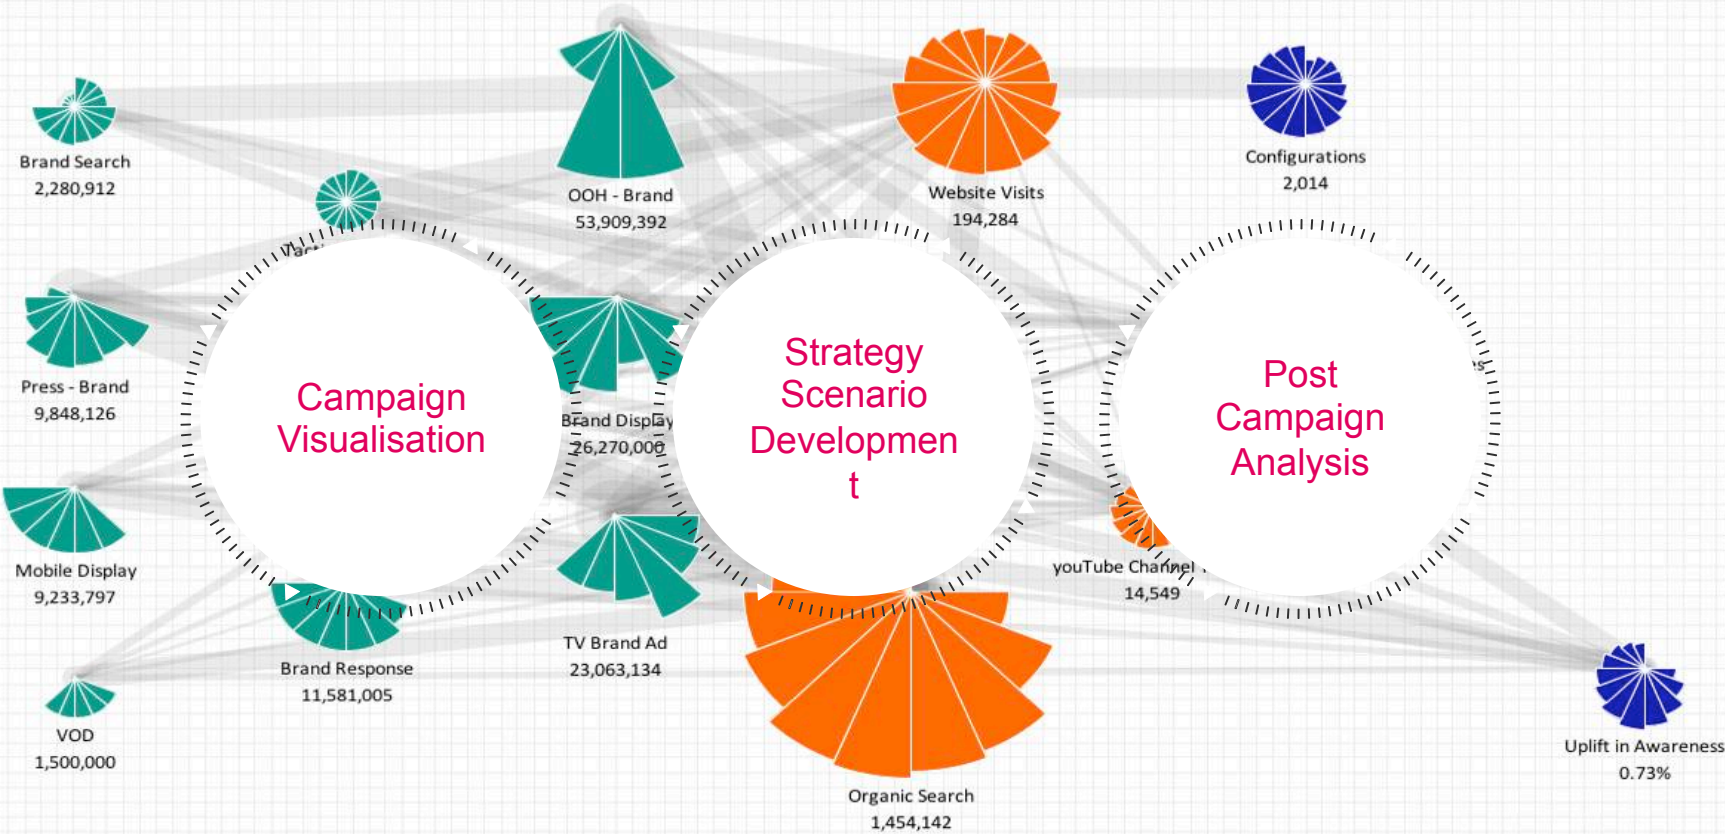 Brand Search
2,280,912
OOH - Brand
53,909,392
Website Visits
194,284
Configurations
2,014
Press - Brand
9,848,126
Campaign
Visualisation
Brand Display
26,270,000
Strategy
Scenario
Developmen
t
Post
Campaign
Analysis
Mobile Display
9,233,797
youTube Channel
14,549
Brand Response
11,581,005
TV Brand Ad
23,063,134
VOD
1,500,000
Organic Search
1,454,142
Uplift in Awareness
0.73%